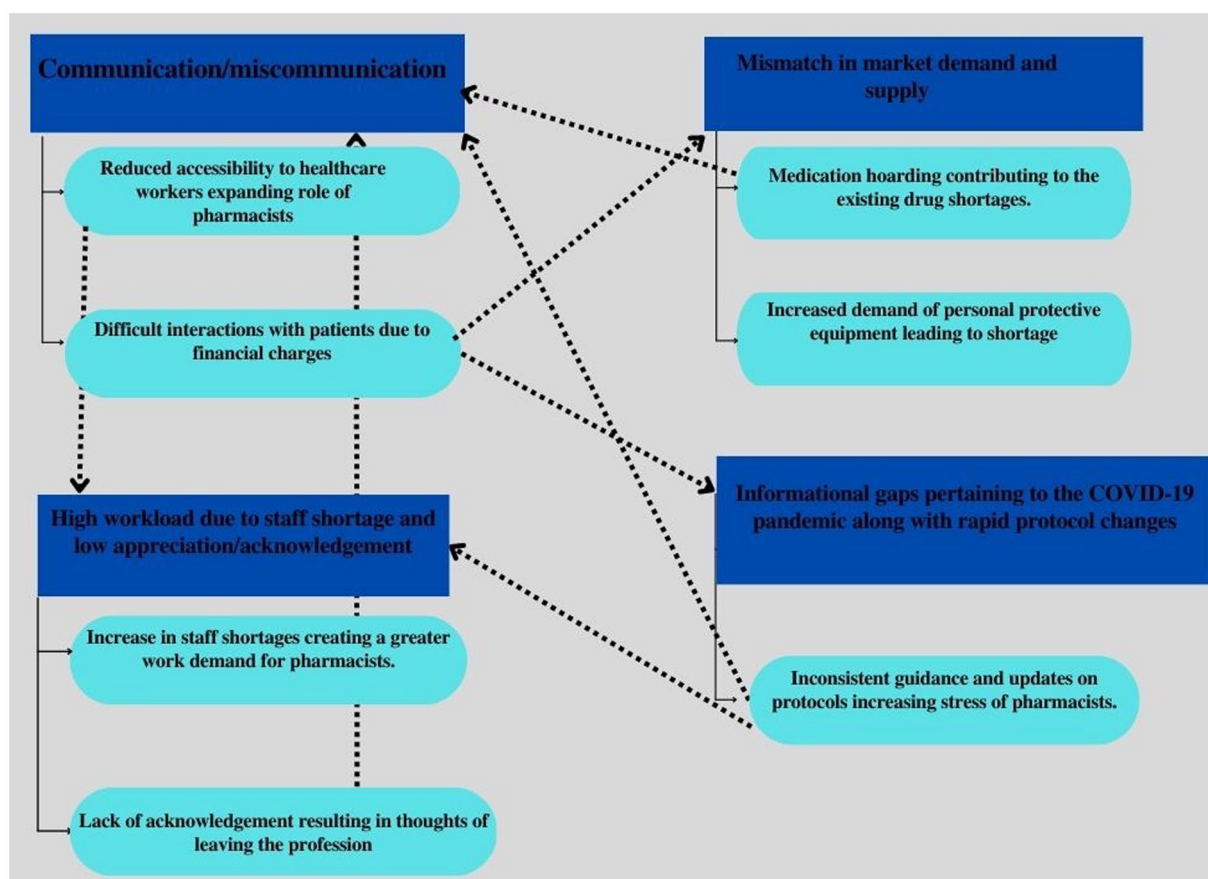 Communication/miscommunication
Reduced accessibility to healthcare
workers expanding role of
pharmacists
Difficult interactions with patients due to
financial charges
Mismatch in market demand and
supply
Medication hoarding contributing to the
existing drug shortages.
Increased demand of personal protective
equipment leading to shortage
High workload due to staff shortage and
low appreciation/acknowledgement
Increase in staff shortages creating a greater
work demand for pharmacists.
Lack of acknowledgement resulting in thoughts of
leaving the profession
Informational gaps pertaining to the COVID-19
pandemic along with rapid protocol changes
Inconsistent guidance and updates on
protocols increasing stress of pharmacists.